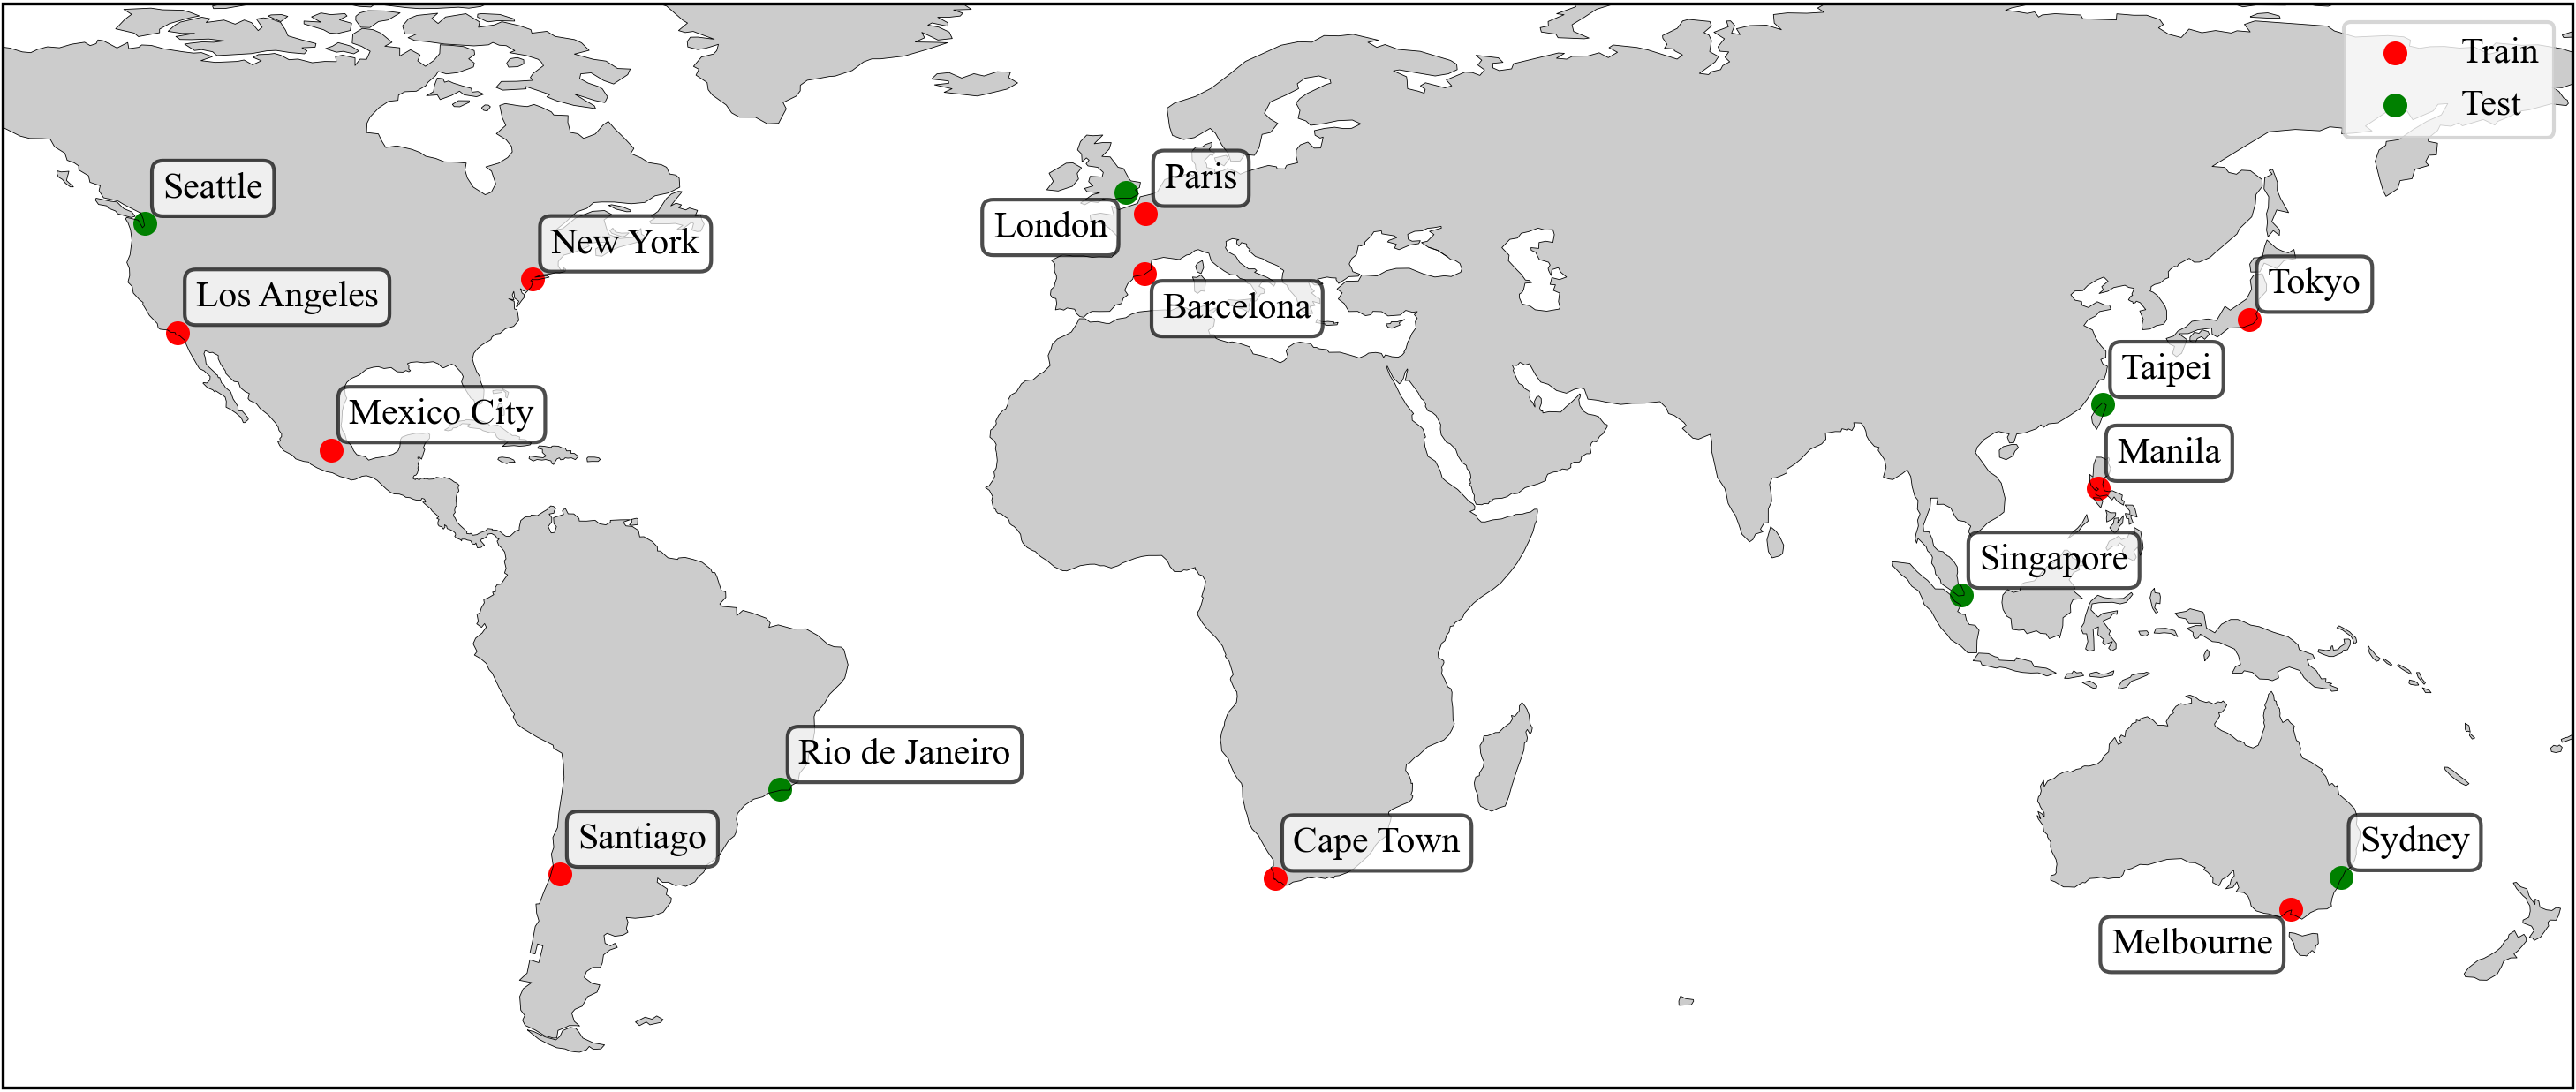 Train
Test
Seattle
Paris
London
New York
Los Angeles
Barcelona
Tokyo
Taipei
Mexico City
Manila
Singapore
Rio de Janeiro
Santiago
Cape Town
Sydney
Melbourne